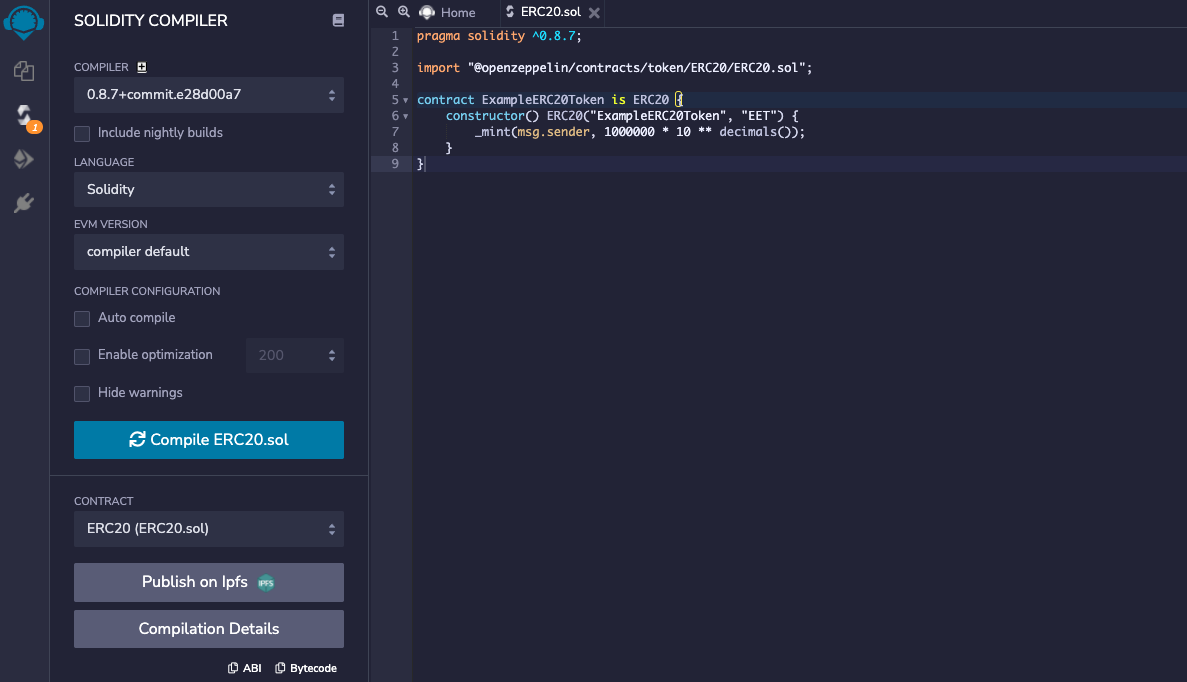 SOLIDITY COMPILER
COMPILER
0.8.7+commit.e28d00a7
Include nightly builds
LANGUAGE
Solidity
EVM VERSION
compiler default
COMPILER CONFIGURATION
Auto compile
Enable optimization 200
Hide warnings
Compile ERC20.sol
CONTRACT
ERC20 (ERC20.sol)
Publish on Ipfs IPFS
Compilation Details
ABI Bytecode
1
Home ERC20.sol
1 pragma solidity ^0.8.7;
2
3 import "@openzeppelin/contracts/token/ERC20/ERC20.sol";
4
5 contract ExampleERC20Token is ERC20 {
6 constructor() ERC20("ExampleERC20Token", "EET") {
7 _mint(msg.sender, 1000000 * 10 ** decimals());
8 }
9 }